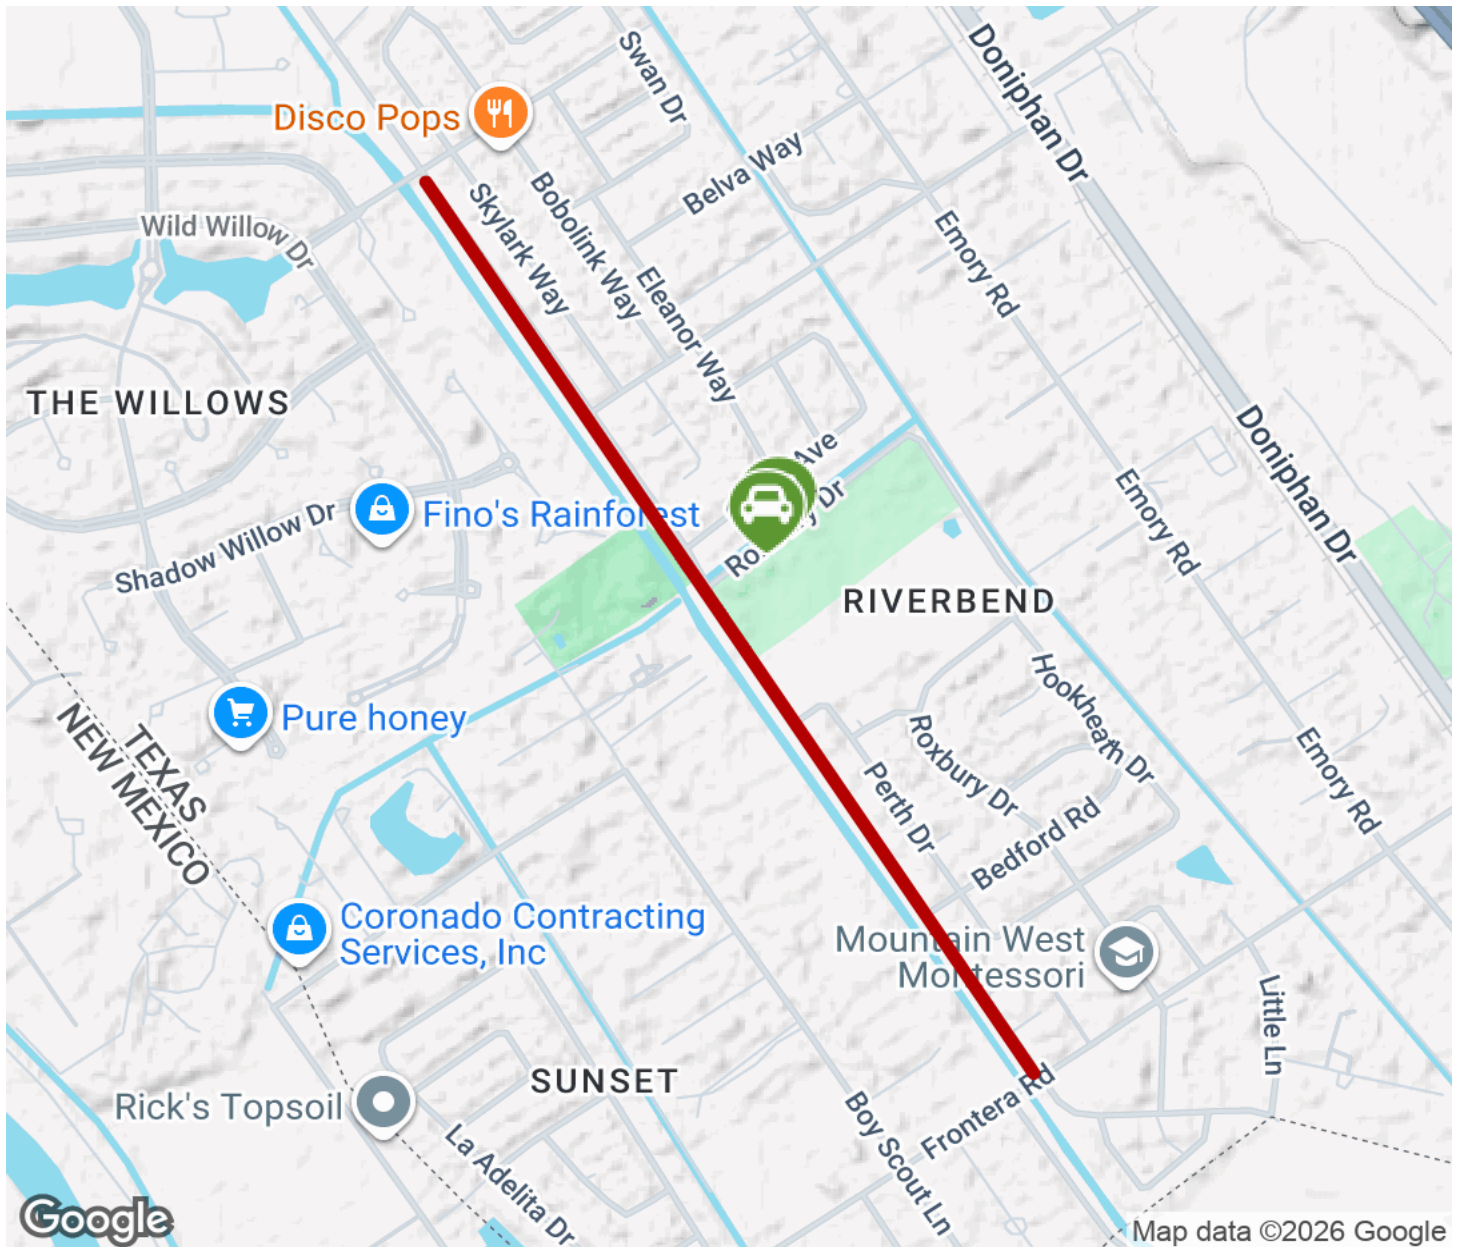 Swan Dr
Doniphan Dr
Disco Pops
Belva Way
Skylark Way
Bobolink Way
Wild Willow Dr
Emory Rd
Eleanor Way
THE WILLOWS
Ave
Doniphan Dr
Fino's Rainforest
Shadow Willow Dr
Emory Rd
Dr
RIVERBEND
Hookheath Dr
Pure honey
TEXAS
NEW MEXICO
Roxbury Dr
Emory Rd
Perth Dr
Bedford Rd
Coronado Contracting
Services, Inc
Mountain West
Montessori
Little Ln
SUNSET
Rick's Topsoil
Frontera Rd
Boy Scout Ln
La Adelita Dr
Google
Map data ©2026 Google